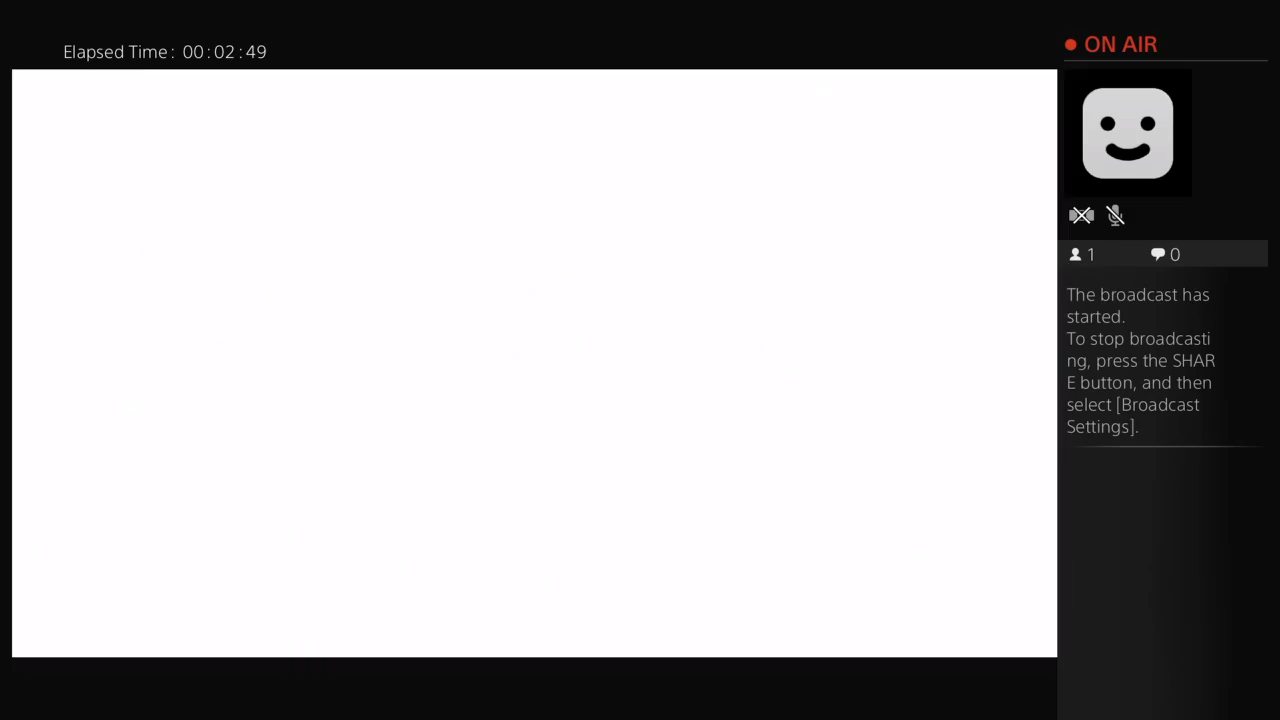 Elapsed Time: 00:02:49
ON AIR
1 0
The broadcast has
started.
To stop broadcasti
ng, press the SHAR
E button, and then
select [Broadcast
Settings].